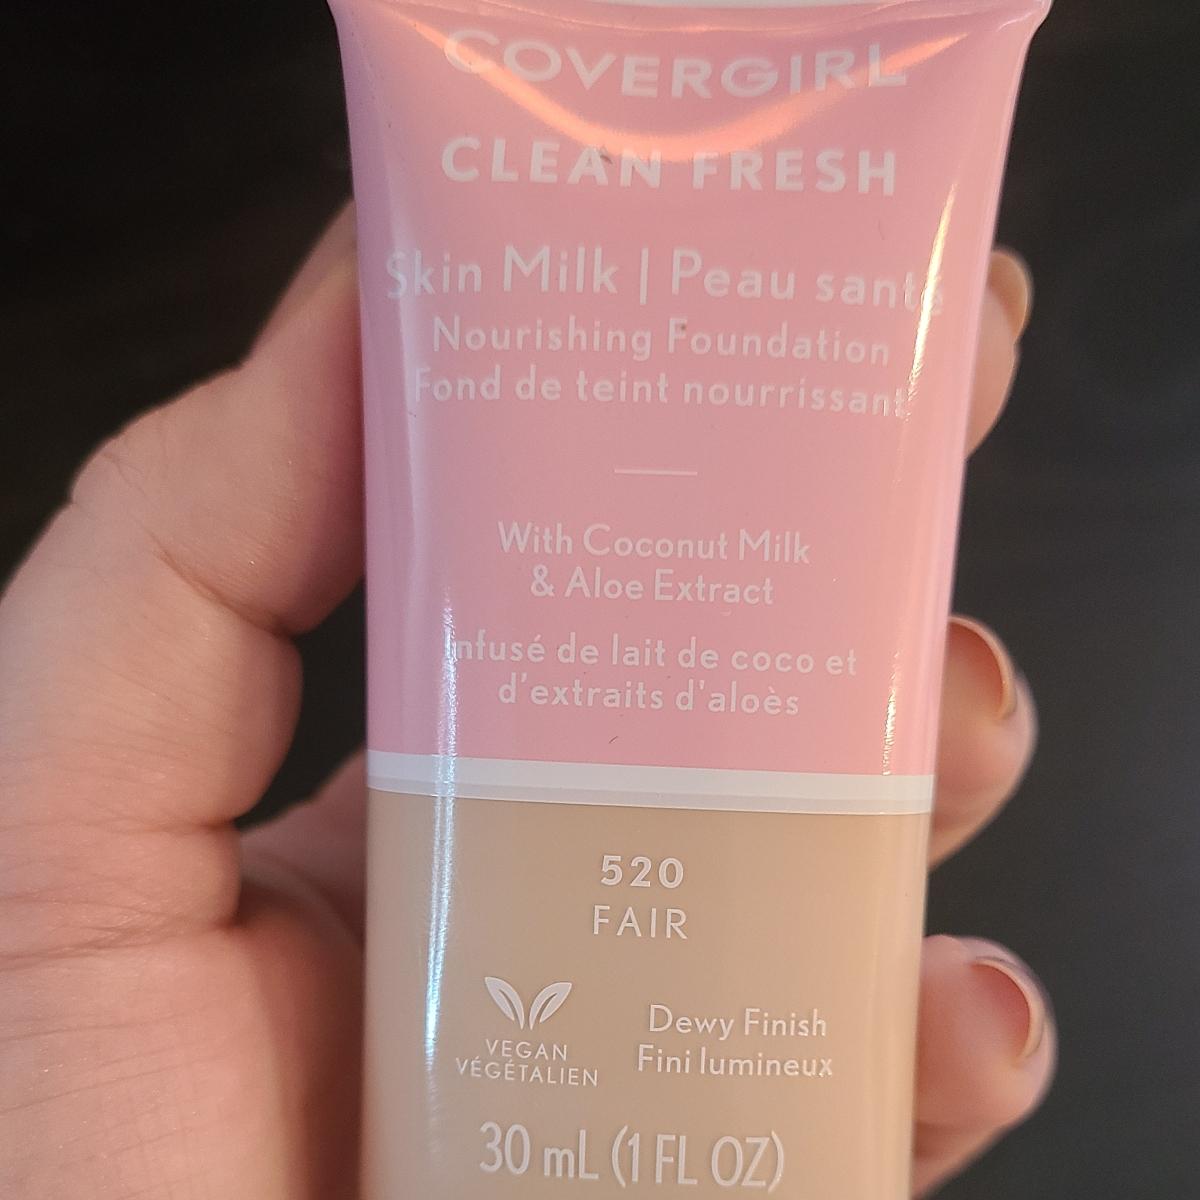 COVERGIRL
CLEAN FRESH
Skin Milk | Peau santé
Nourishing Foundation
Fond de teint nourrissant
With Coconut Milk
& Aloe Extract
Infusé de lait de coco et
d'extraits d'aloès
520
FAIR
VEGAN
VÉGÉTALIEN
Dewy Finish
Fini lumineux
30 mL (1 FL OZ)